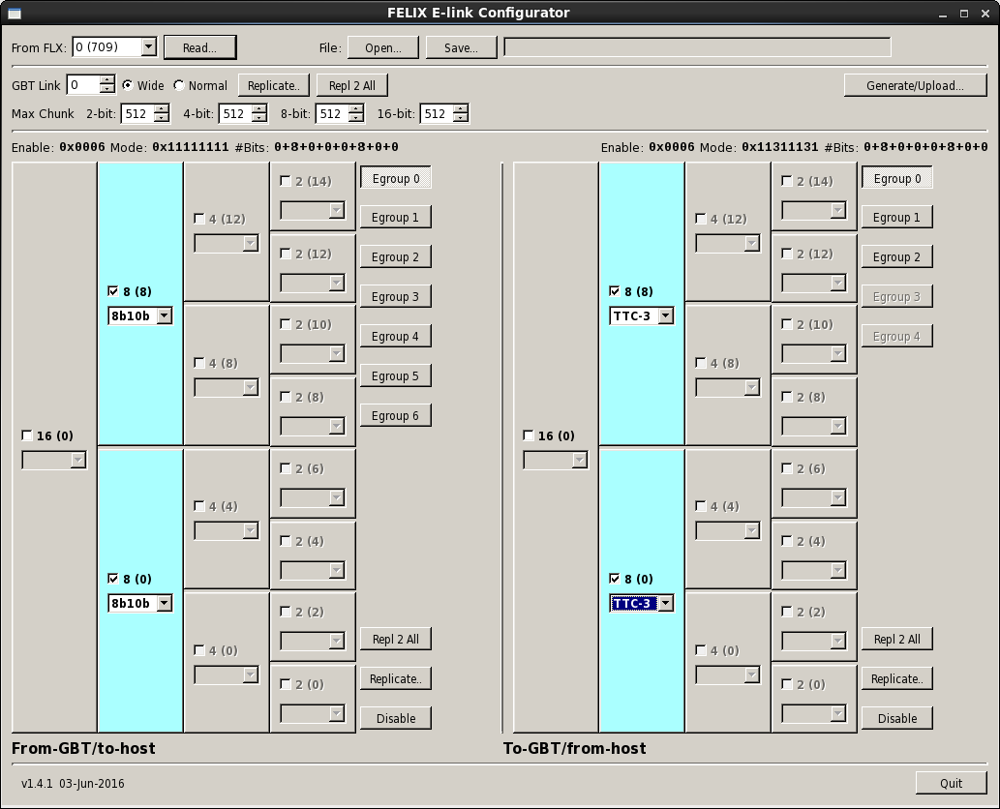 FELIX E-link Configurator
From FLX: 0 (709) Read... File: Open... Save...
GBT Link 0 Wide Normal Replicate.. Repl 2 All Generate/Upload...
Max Chunk 2-bit: 512 4-bit: 512 8-bit: 512 16-bit: 512
Enable: 0x0006 Mode: 0x11111111 #Bits: 0+8+0+0+0+8+0+0
16 (0)
8 (8)
8b10b
8 (0)
8b10b
4 (12)
4 (8)
4 (4)
4 (0)
2 (14)
2 (12)
2 (10)
2 (8)
2 (6)
2 (4)
2 (2)
2 (0)
Egroup 0
Egroup 1
Egroup 2
Egroup 3
Egroup 4
Egroup 5
Egroup 6
Repl 2 All
Replicate..
Disable
From-GBT/to-host
Enable: 0x0006 Mode: 0x11311131 #Bits: 0+8+0+0+0+8+0+0
16 (0)
8 (8)
TTC-3
8 (0)
TTC-3
4 (12)
4 (8)
4 (4)
4 (0)
2 (14)
2 (12)
2 (10)
2 (8)
2 (6)
2 (4)
2 (2)
2 (0)
Egroup 0
Egroup 1
Egroup 2
Egroup 3
Egroup 4
Repl 2 All
Replicate..
Disable
To-GBT/from-host
v1.4.1 03-Jun-2016
Quit